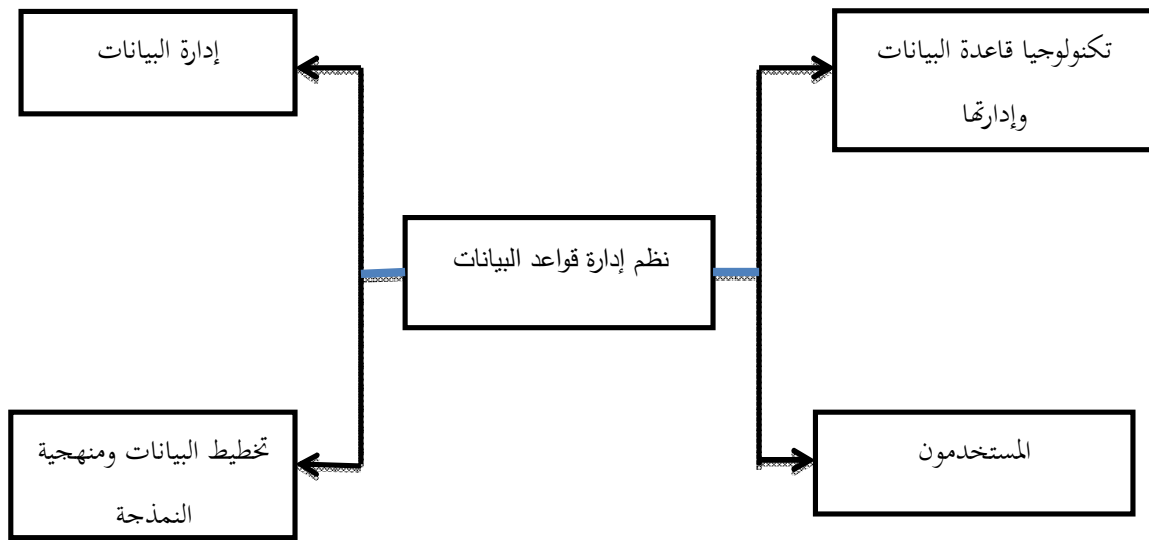 تكنولوجيا قاعدة البيانات
وإدارتها
إدارة البيانات
نظم إدارة قواعد البيانات
المستخدمون
تخطيط البيانات ومنهجية
النمذجة